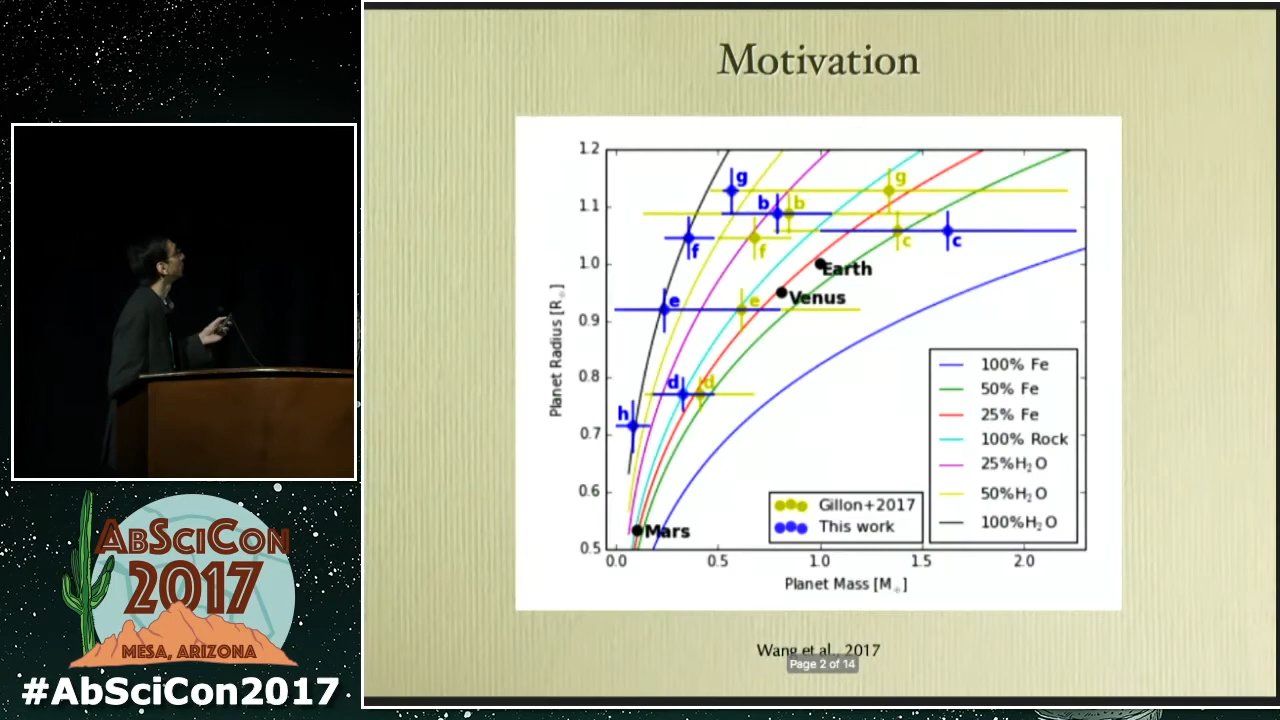 Motivation
1.2
1.1
1.0
0.9
0.8
0.7
0.6
0.5
Planet Radius [R⊕]
0.0 0.5 1.0 1.5 2.0
Planet Mass [M⊕]
g
g
b
b
f
f
c
c
Earth
Venus
e
e
d
d
h
Mars
100% Fe
50% Fe
25% Fe
100% Rock
25%H₂O
50%H₂O
100%H₂O
Gillon+2017
This work
Wang et al., 2017
Page 2 of 14
ABSCICON
2017
MESA, ARIZONA
#AbSciCon2017